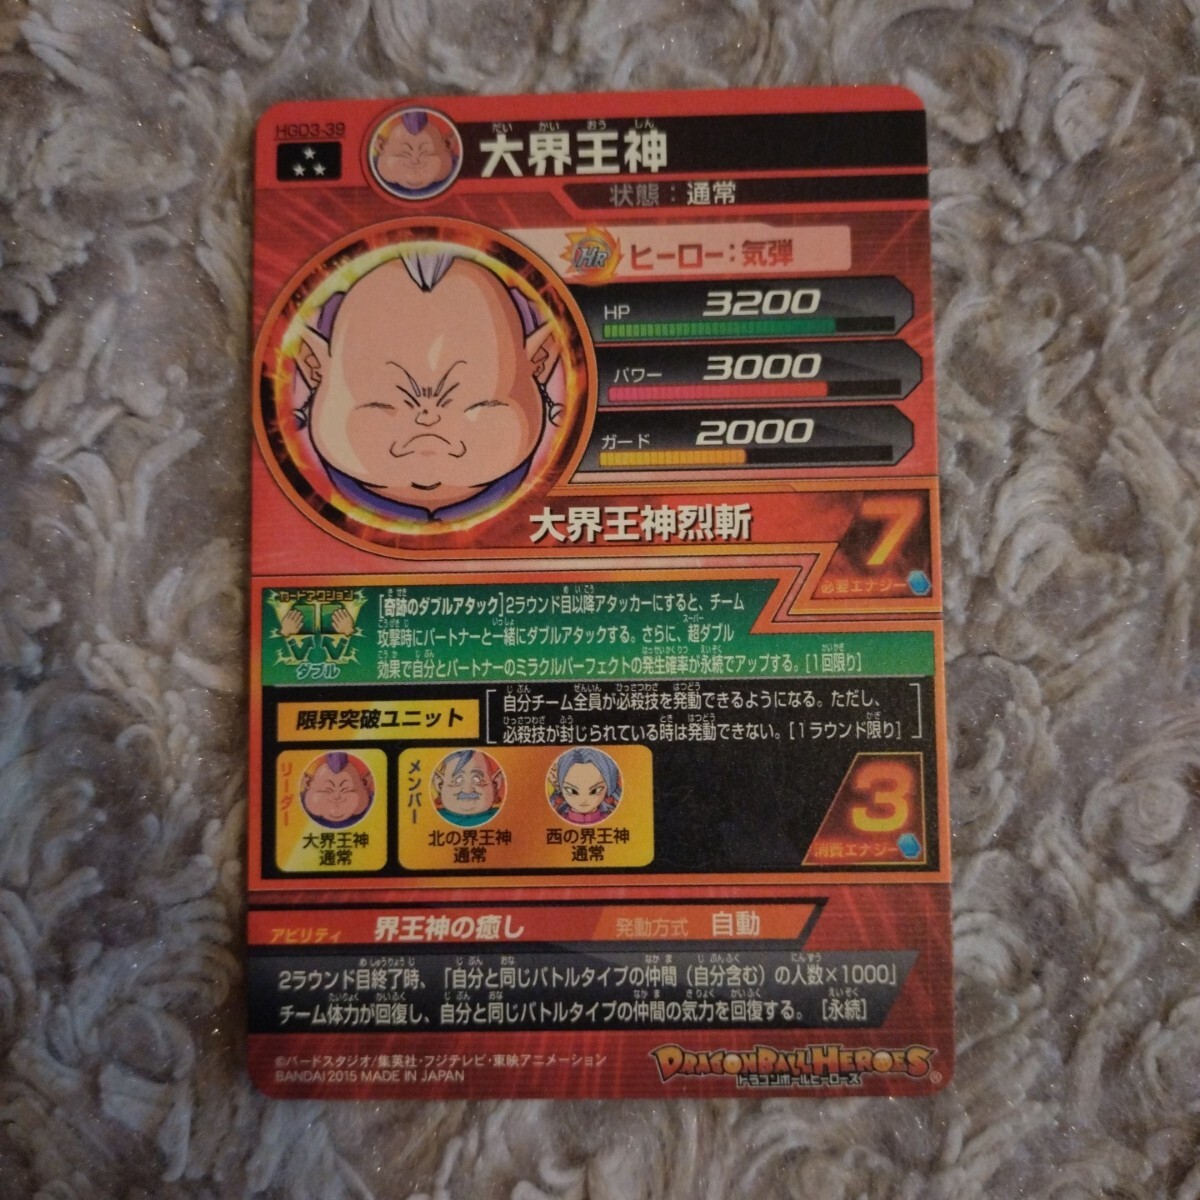 HGD3-39
だい かい おう しん
大界王神
状態：通常
HR ヒーロー：気弾
HP 3200
パワー 3000
ガード 2000
大界王神烈斬
7
必要エナジー
カードアクション
ダブル
[奇跡のダブルアタック]2ラウンド目以降アタッカーにすると、チーム
攻撃時にパートナーと一緒にダブルアタックする。さらに、超ダブル
効果で自分とパートナーのミラクルパーフェクトの発生確率が永続でアップする。[1回限り]
限界突破ユニット
自分チーム全員が必殺技を発動できるようになる。ただし、
必殺技が封じられている時は発動できない。[1ラウンド限り]
リーダー
大界王神
通常
メンバー
北の界王神
通常
西の界王神
通常
3
消費エナジー
アビリティ 界王神の癒し 発動方式 自動
2ラウンド目終了時、「自分と同じバトルタイプの仲間（自分含む）の人数×1000」
チーム体力が回復し、自分と同じバトルタイプの仲間の気力を回復する。 [永続]
©バードスタジオ/集英社・フジテレビ・東映アニメーション
BANDAI 2015 MADE IN JAPAN
DRAGONBALL HEROES
ドラゴンボールヒーローズ